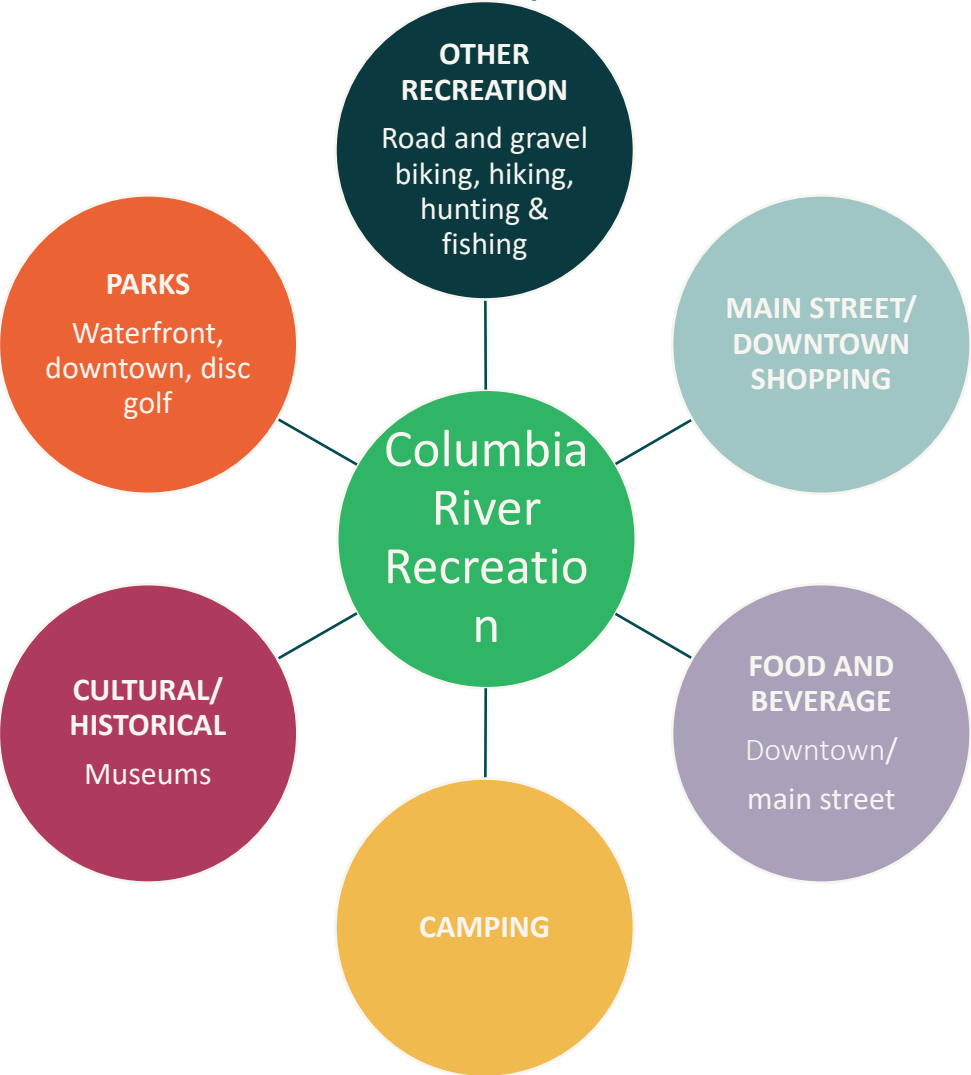 OTHER
RECREATION
Road and gravel
biking, hiking,
hunting &
fishing
PARKS
Waterfront,
downtown, disc
golf
MAIN STREET/
DOWNTOWN
SHOPPING
Columbia
River
Recreatio
n
CULTURAL/
HISTORICAL
Museums
FOOD AND
BEVERAGE
Downtown/
main street
CAMPING